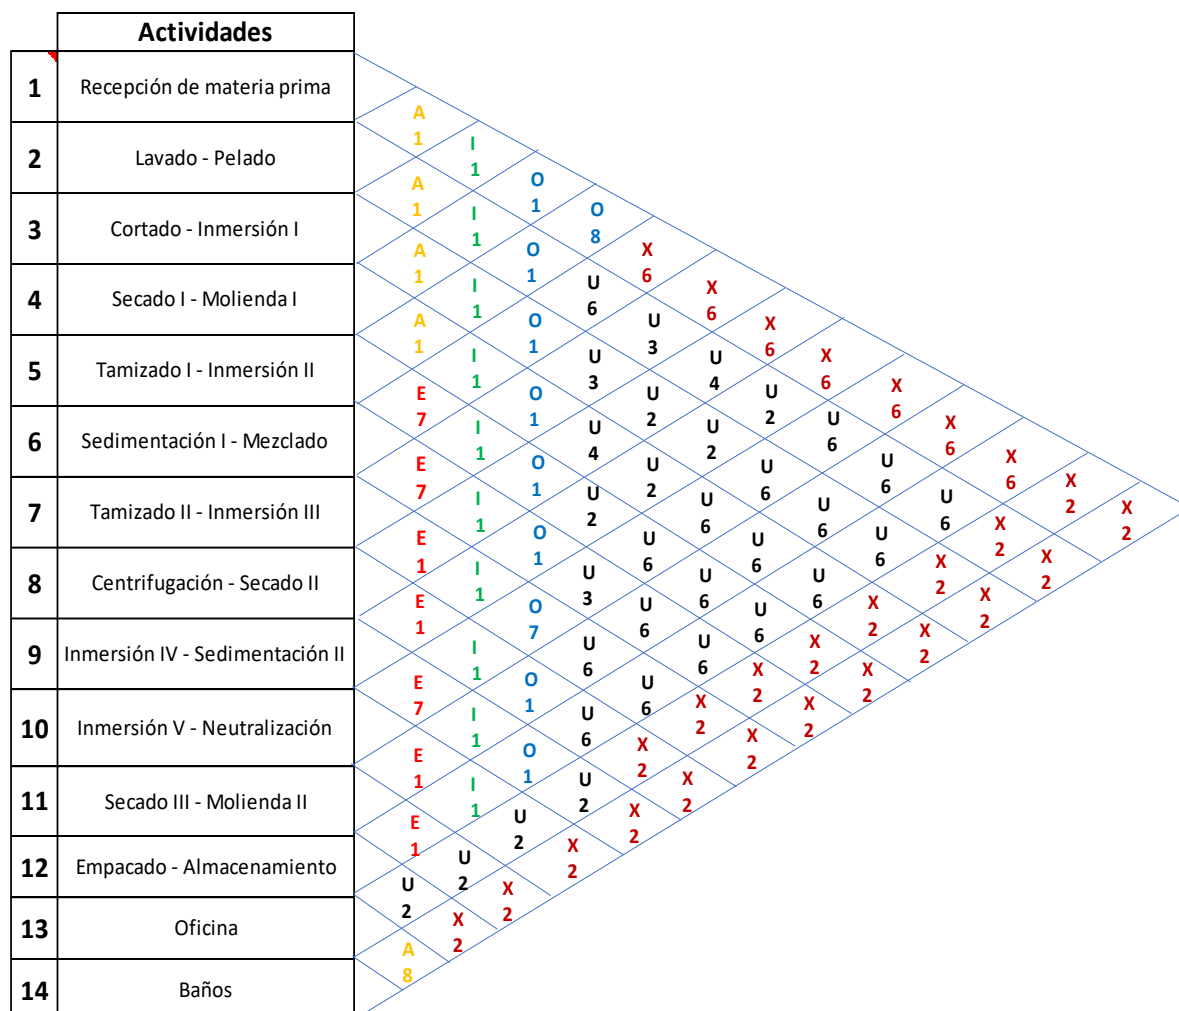 Actividades
1 Recepción de materia prima
2 Lavado - Pelado
3 Cortado - Inmersión I
4 Secado I - Molienda I
5 Tamizado I - Inmersión II
6 Sedimentación I - Mezclado
7 Tamizado II - Inmersión III
8 Centrifugación - Secado II
9 Inmersión IV - Sedimentación II
10 Inmersión V - Neutralización
11 Secado III - Molienda II
12 Empacado - Almacenamiento
13 Oficina
14 Baños
A
1
A
1
A
1
A
1
E
7
E
7
E
1
E
1
E
7
E
1
E
1
U
2
A
8
I
1
I
1
I
1
I
1
I
1
I
1
I
1
I
1
I
1
I
1
U
2
X
2
O
1
O
1
O
1
O
1
O
1
O
1
O
7
O
1
O
1
U
2
X
2
O
8
U
6
U
3
U
4
U
2
U
3
U
6
U
6
U
2
X
2
X
6
U
3
U
2
U
2
U
6
U
6
U
6
X
2
X
2
X
6
U
4
U
2
U
6
U
6
U
6
X
2
X
2
X
6
U
2
U
6
U
6
U
6
X
2
X
2
X
6
U
6
U
6
U
6
X
2
X
2
X
6
U
6
U
6
X
2
X
2
X
6
U
6
X
2
X
2
X
6
X
2
X
2
X
2
X
2
X
2